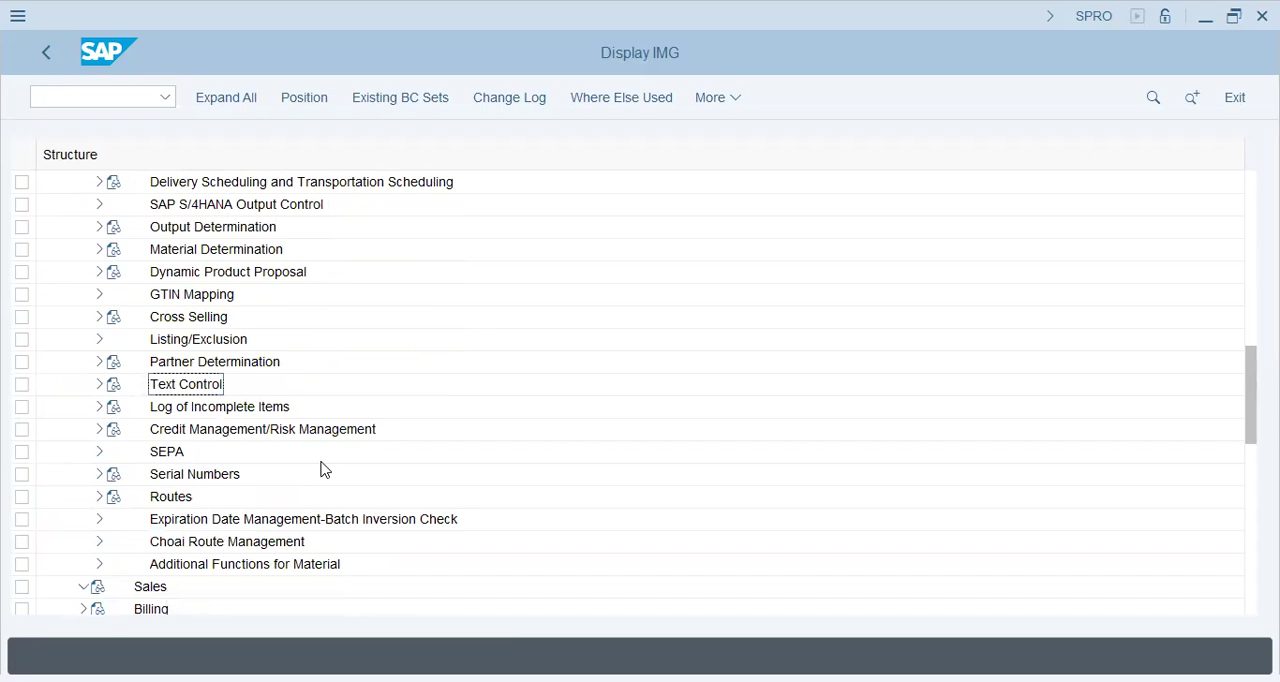 SPRO
SAP
Display IMG
Expand All Position Existing BC Sets Change Log Where Else Used More Exit
Structure
Delivery Scheduling and Transportation Scheduling
SAP S/4HANA Output Control
Output Determination
Material Determination
Dynamic Product Proposal
GTIN Mapping
Cross Selling
Listing/Exclusion
Partner Determination
Text Control
Log of Incomplete Items
Credit Management/Risk Management
SEPA
Serial Numbers
Routes
Expiration Date Management-Batch Inversion Check
Choai Route Management
Additional Functions for Material
Sales
Billing